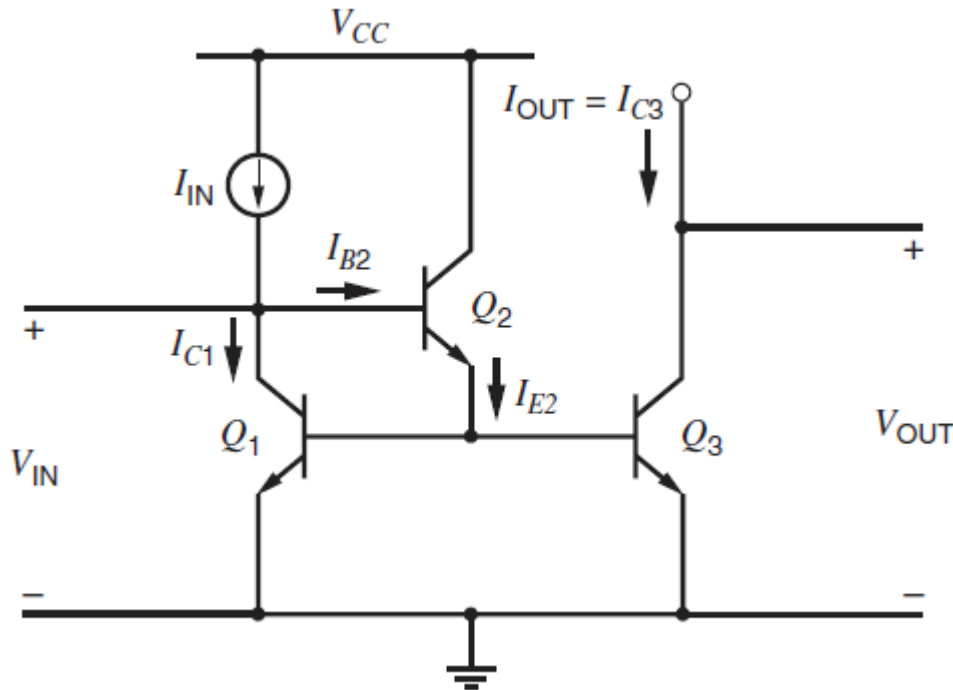 V_CC
I_OUT = I_C3
I_IN
I_B2
+
+
Q_2
I_C1
I_E2
Q_1
Q_3
V_IN
V_OUT
−
−